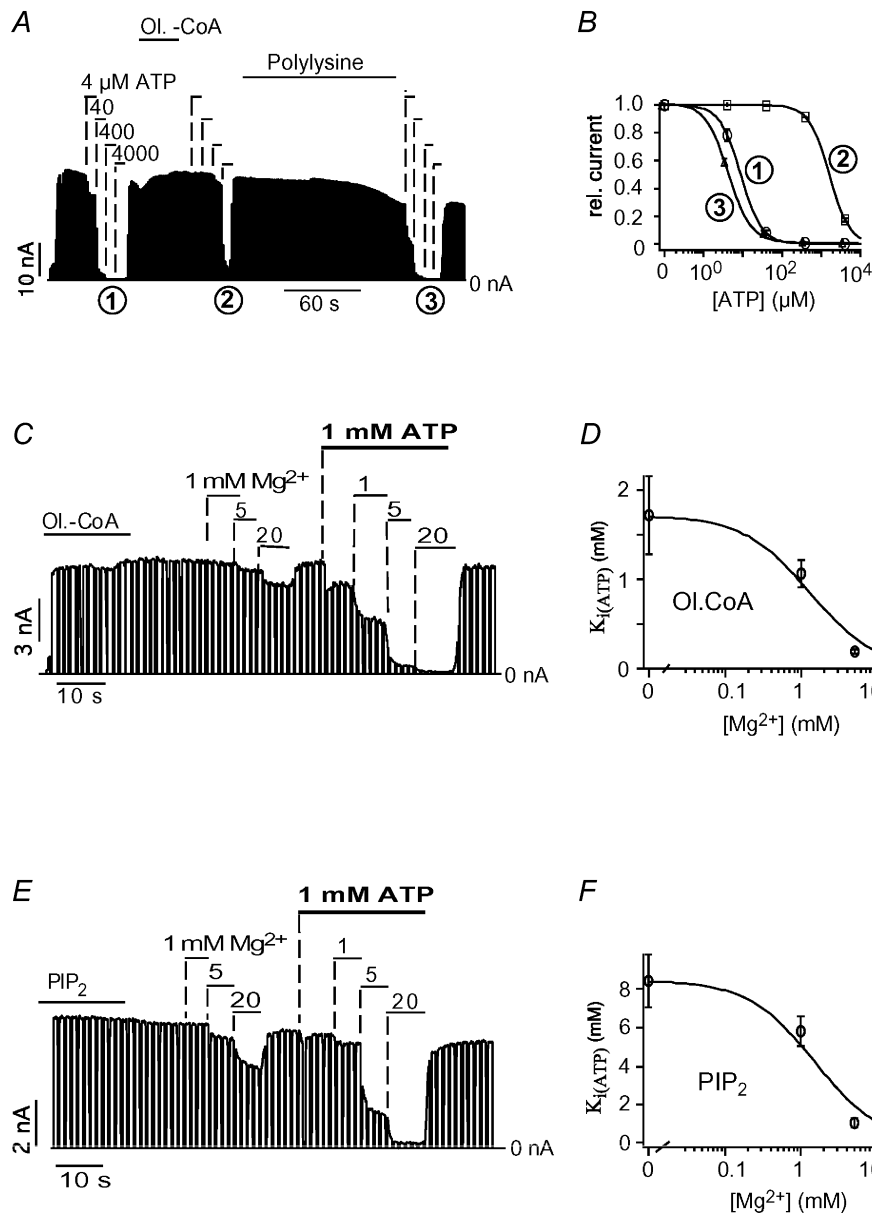 A
Ol. -CoA
Polylysine
4 µM ATP
40
400
4000
10 nA
0 nA
1
2
3
60 s
B
rel. current
1.0
0.8
0.6
0.4
0.2
0
1
2
3
0
10⁰
10²
10⁴
[ATP] (µM)
C
1 mM ATP
1 mM Mg²⁺
5
20
1
5
20
Ol.-CoA
3 nA
0 nA
10 s
D
Ki(ATP) (mM)
2
1
0
Ol.CoA
0
0.1
1
10
[Mg²⁺] (mM)
E
1 mM ATP
1 mM Mg²⁺
5
20
1
5
20
PIP₂
2 nA
0 nA
10 s
F
Ki(ATP) (mM)
8
6
4
2
0
PIP₂
0
0.1
1
10
[Mg²⁺] (mM)